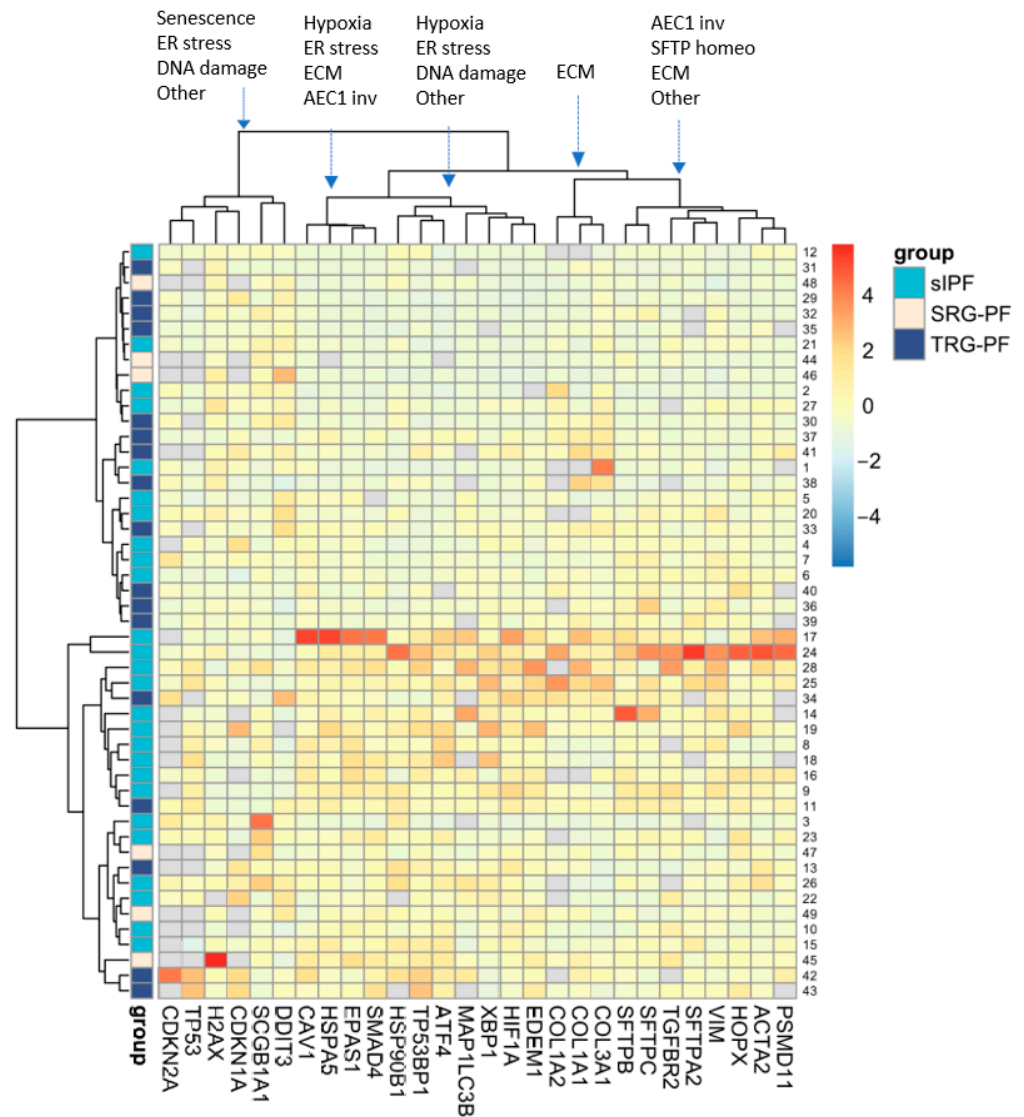 Senescence
ER stress
DNA damage
Other
Hypoxia
ER stress
ECM
AEC1 inv
Hypoxia
ER stress
DNA damage
Other
ECM
AEC1 inv
SFTP homeo
ECM
Other
group
sIPF
SRG-PF
TRG-PF
4
2
0
−2
−4
12
31
48
29
32
35
21
44
46
2
27
30
37
41
1
38
5
20
33
4
7
6
40
36
39
17
24
28
25
34
14
19
8
18
16
9
11
3
23
47
13
26
22
49
10
15
45
42
43
group
CDKN2A
TP53
H2AX
CDKN1A
SCGB1A1
DDIT3
CAV1
HSPA5
EPAS1
SMAD4
HSP90B1
TP53BP1
ATF4
MAP1LC3B
XBP1
HIF1A
EDEM1
COL1A2
COL1A1
COL3A1
SFTPB
SFTPC
TGFBR2
SFTPA2
VIM
HOPX
ACTA2
PSMD11